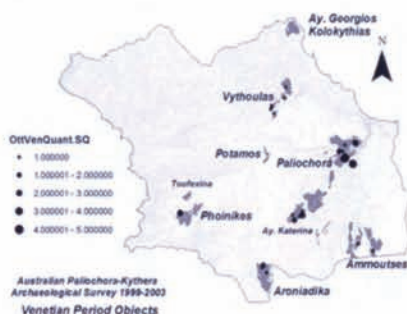 Ay. Georgios
Kolokythias
N
Vythoulas
OttVenQuant.SQ
1.000000
1.000001 - 2.000000
2.000001 - 3.000000
3.000001 - 4.000000
4.000001 - 5.000000
Potamos
Paliochora
Toufexina
Phoinikes
Ay. Katerina
Ammoutses
Aroniadika
Australian Paliochora-Kythera
Archaeological Survey 1999-2003
Venetian Period Objects